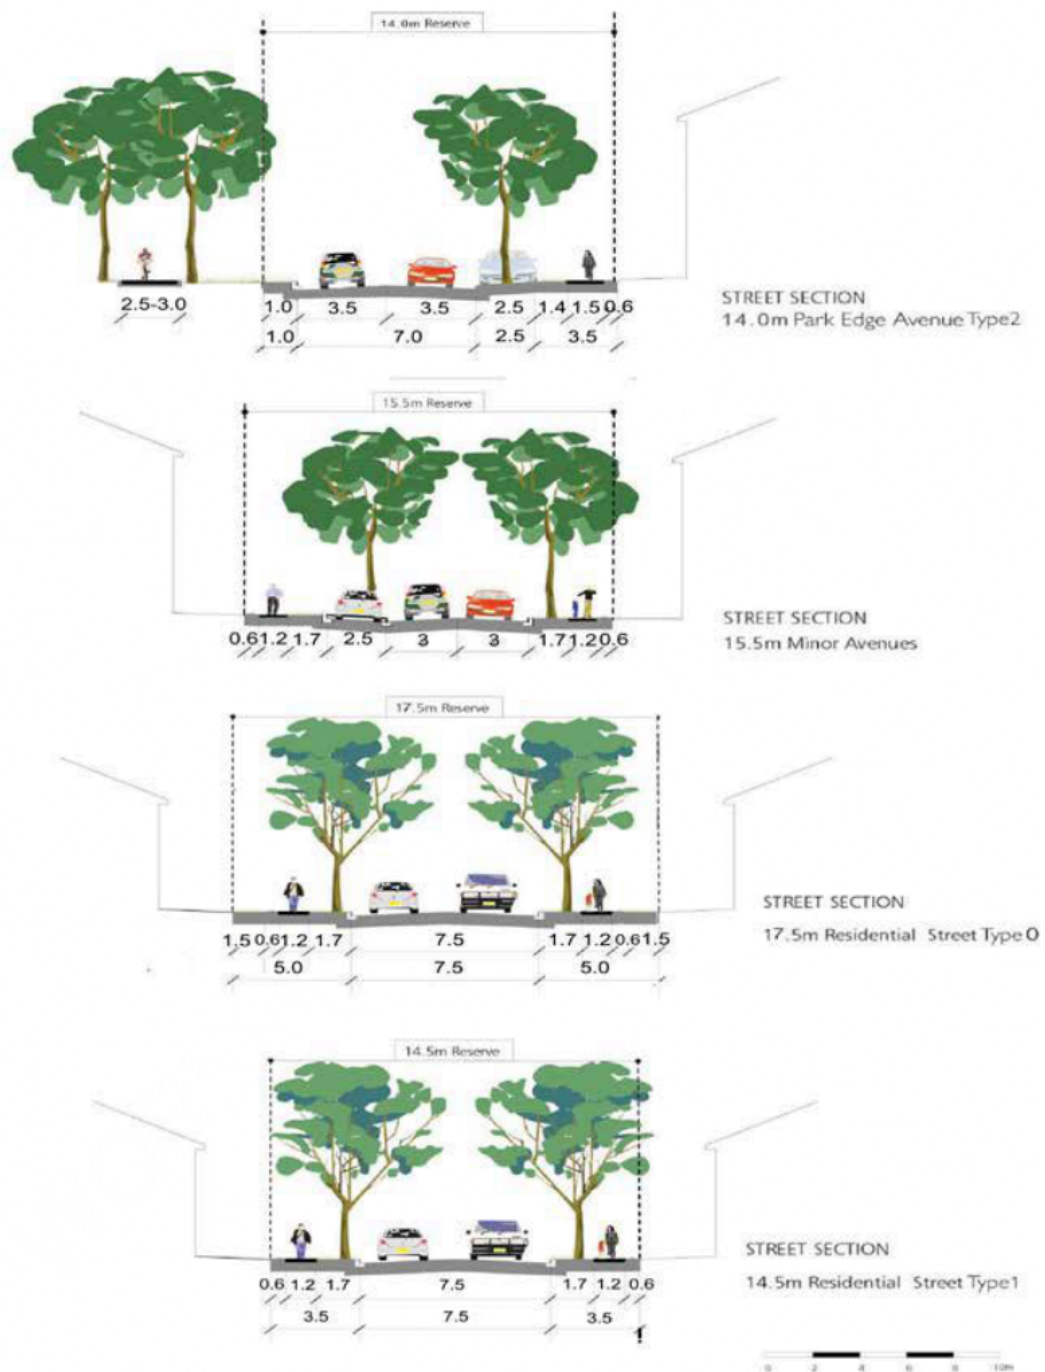 14.0m Reserve
2.5-3.0 1.0 3.5 3.5 2.5 1.4 1.5 0.6
1.0 7.0 2.5 3.5
STREET SECTION
14.0m Park Edge Avenue Type2
15.5m Reserve
0.6 1.2 1.7 2.5 3 3 1.7 1.2 0.6
STREET SECTION
15.5m Minor Avenues
17.5m Reserve
1.5 0.6 1.2 1.7 7.5 1.7 1.2 0.6 1.5
5.0 7.5 5.0
STREET SECTION
17.5m Residential Street Type 0
14.5m Reserve
0.6 1.2 1.7 7.5 1.7 1.2 0.6
3.5 7.5 3.5
STREET SECTION
14.5m Residential Street Type1
0 2 4 6 8 10m